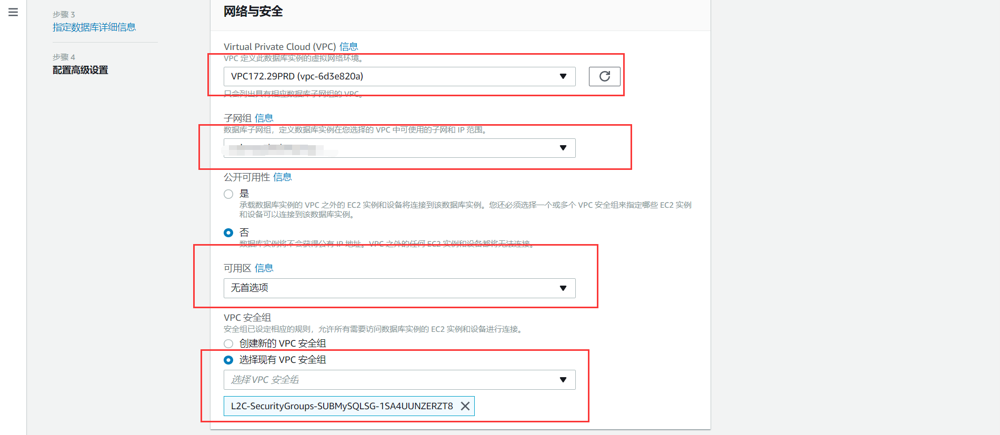 步骤 3
指定数据库详细信息
步骤 4
配置高级设置
网络与安全
Virtual Private Cloud (VPC) 信息
VPC 定义此数据库实例的虚拟网络环境。
VPC172.29PRD (vpc-6d3e820a)
只会列出具有相应数据库子网组的 VPC。
子网组 信息
数据库子网组，定义数据库实例在您选择的 VPC 中可使用的子网和 IP 范围。
公开可用性 信息
是
承载数据库实例的 VPC 之外的 EC2 实例和设备将连接到该数据库实例。您还必须选择一个或多个 VPC 安全组来指定哪些 EC2 实例
和设备可以连接到该数据库实例。
否
数据库实例将不会获得公有 IP 地址。VPC 之外的任何 EC2 实例和设备都将无法连接。
可用区 信息
无首选项
VPC 安全组
安全组已设定相应的规则，允许所有需要访问数据库实例的 EC2 实例和设备进行连接。
创建新的 VPC 安全组
选择现有 VPC 安全组
选择 VPC 安全组
L2C-SecurityGroups-SUBMySQLSG-1SA4UUNZERZT8